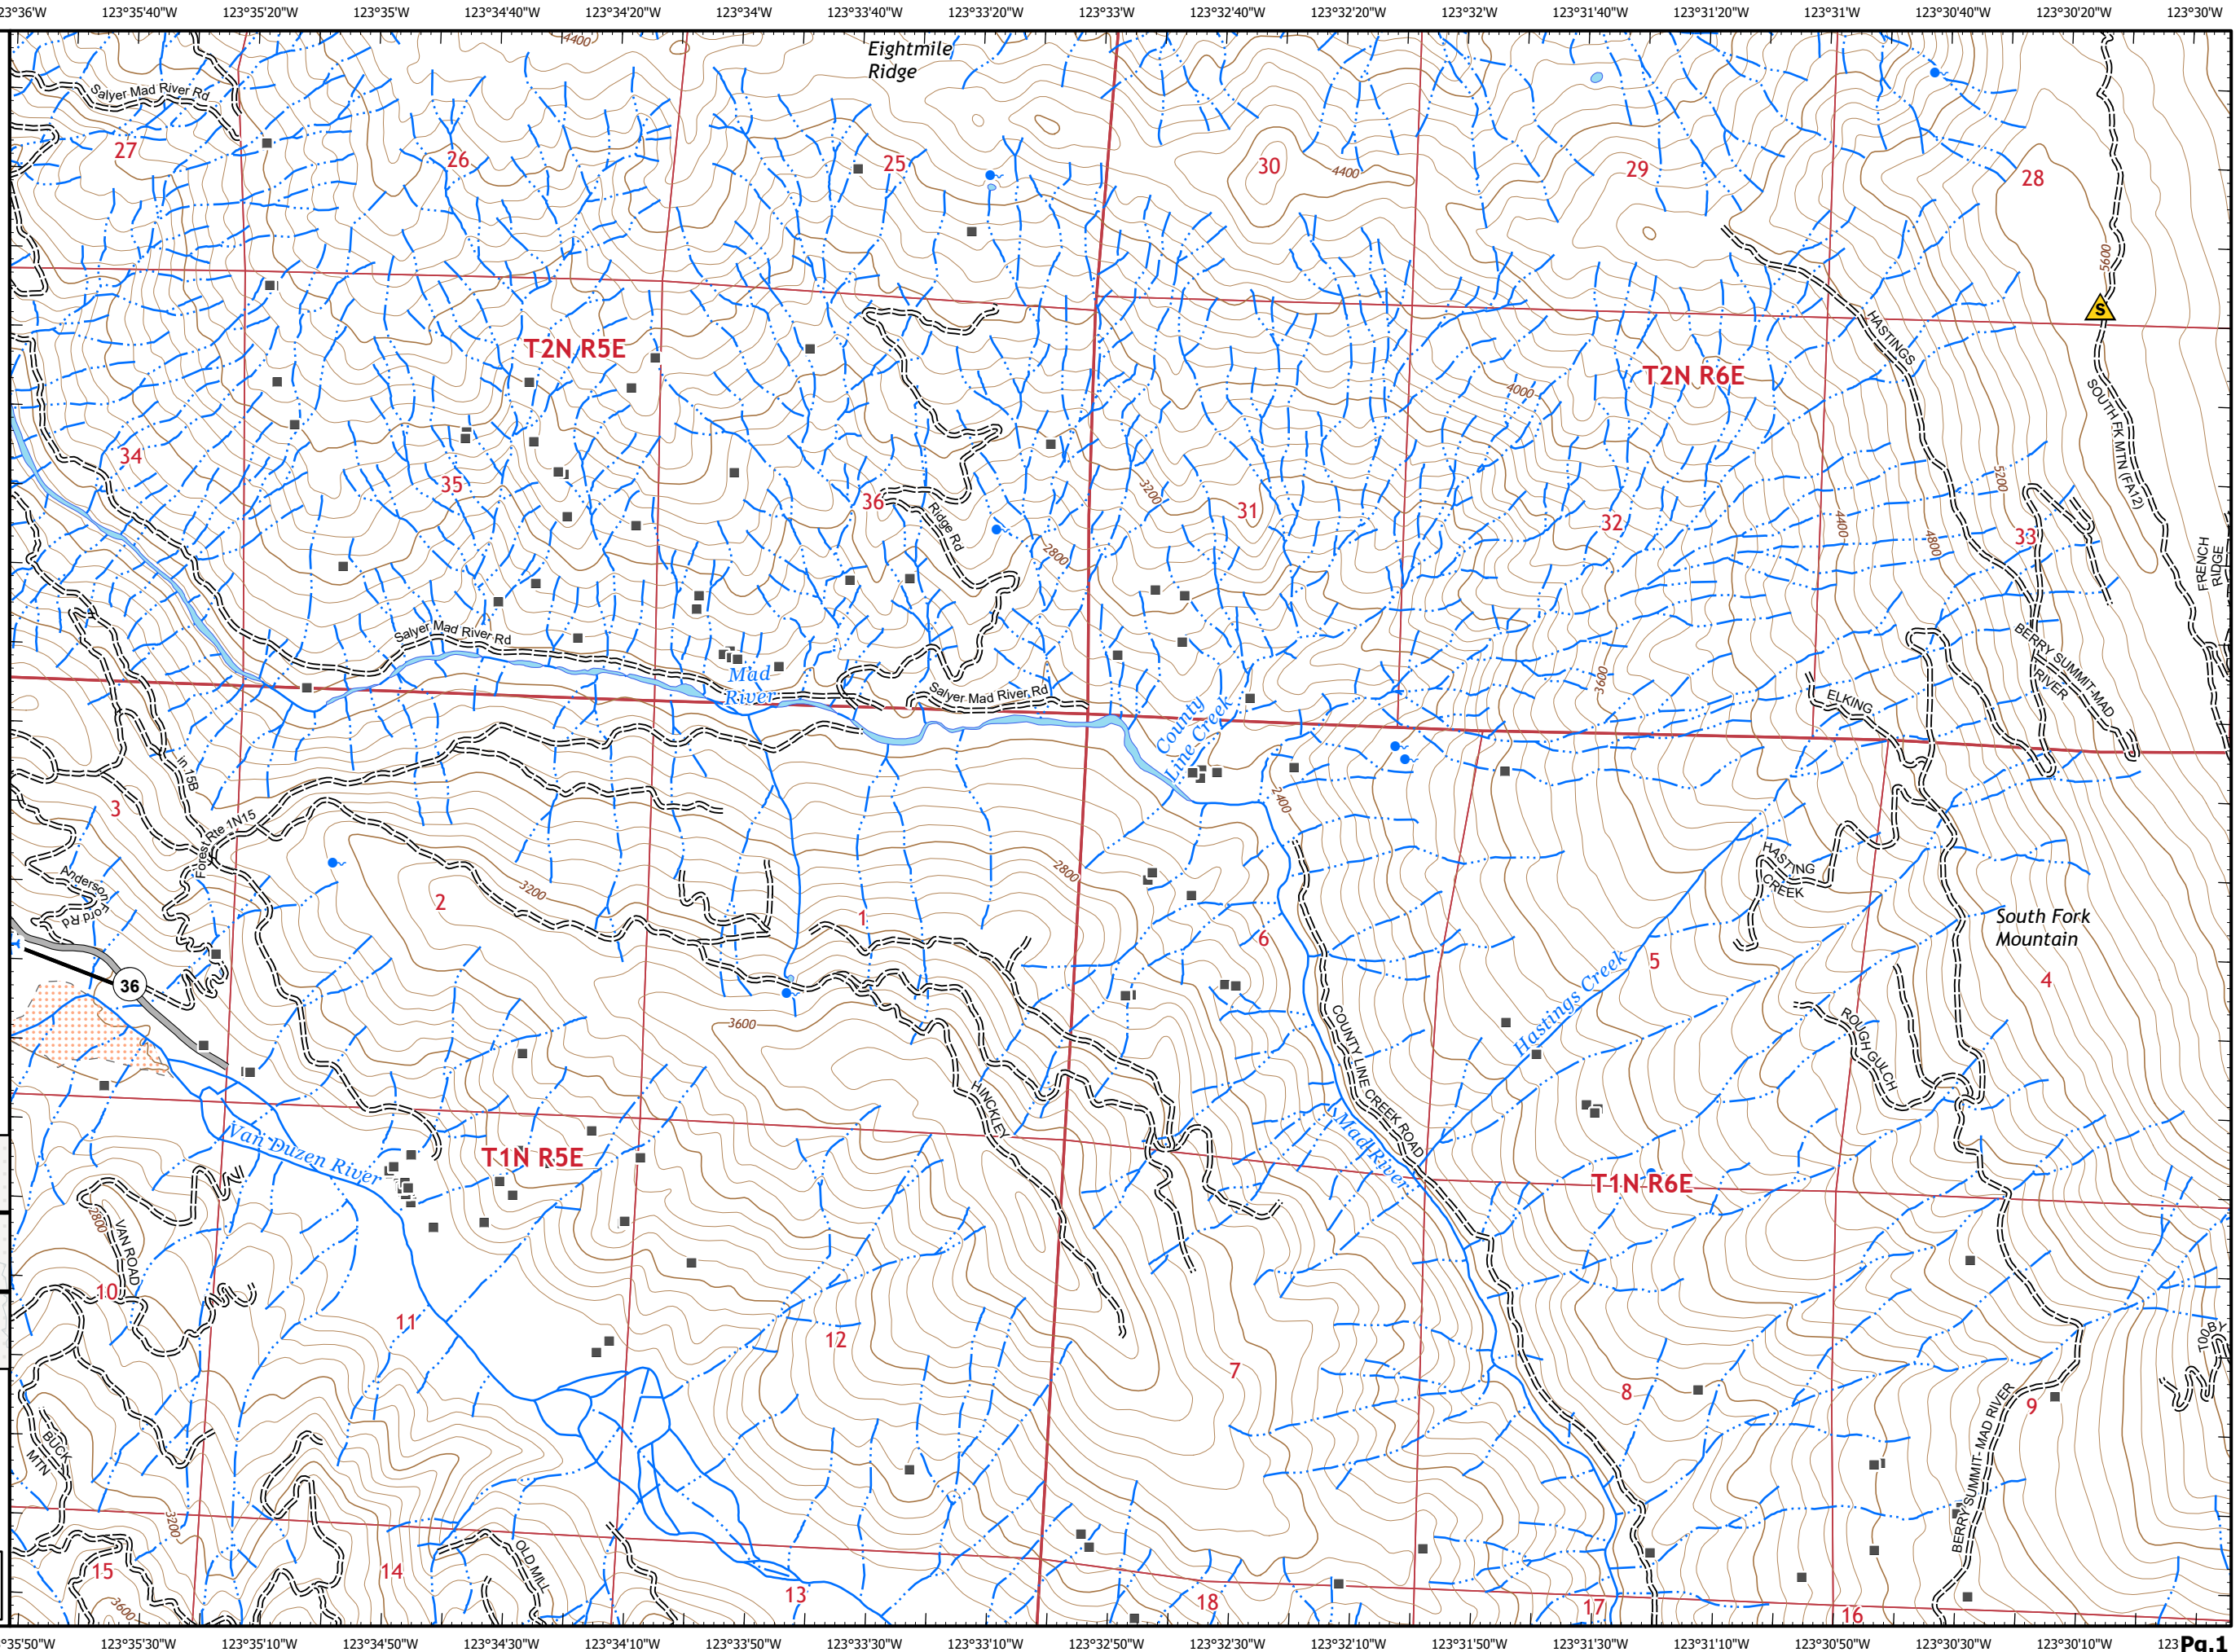 3°36'W 123°35'40"W 123°35'20"W 123°35'W 123°34'40"W 123°34'20"W 123°34'W 123°33'40"W 123°33'20"W 123°33'W 123°32'40"W 123°32'20"W 123°32'W 123°31'40"W 123°31'20"W 123°31'W 123°30'40"W 123°30'20"W 123°30'W
4400
Eightmile
Ridge
Salyer Mad River Rd
27
26
25
30
4400
29
28
5600
S
HASTINGS
T2N R5E
T2N R6E
4000
SOUTH FK MTN (FA12)
34
35
36
3200
31
32
4400
5200
4800
33
Ridge Rd
2800
FRENCH
RIDGE
Salyer Mad River Rd
BERRY SUMMIT-MAD
RIVER
Mad
River
Salyer Mad River Rd
3600
ELKING
County
Line Creek
ln 15B
3
Forest Rte 1N15
2400
HASTING
CREEK
Anderson
Ford Rd
2
3200
2800
1
6
5
South Fork
Mountain
4
36
Hastings Creek
3600
COUNTY LINE CREEK ROAD
ROUGH GULCH
HINCKLEY
Mad River
Van Duzen River
T1N R5E
T1N R6E
2800
VAN ROAD
10
11
12
7
8
9
T00BY
BUCK
MTN
BERRY SUMMIT- MAD RIVER
3200
OLD MILL
15
14
13
18
17
16
3600
°35'50"W 123°35'30"W 123°35'10"W 123°34'50"W 123°34'30"W 123°34'10"W 123°33'50"W 123°33'30"W 123°33'10"W 123°32'50"W 123°32'30"W 123°32'10"W 123°31'50"W 123°31'30"W 123°31'10"W 123°30'50"W 123°30'30"W 123°30'10"W 123
Pg.1